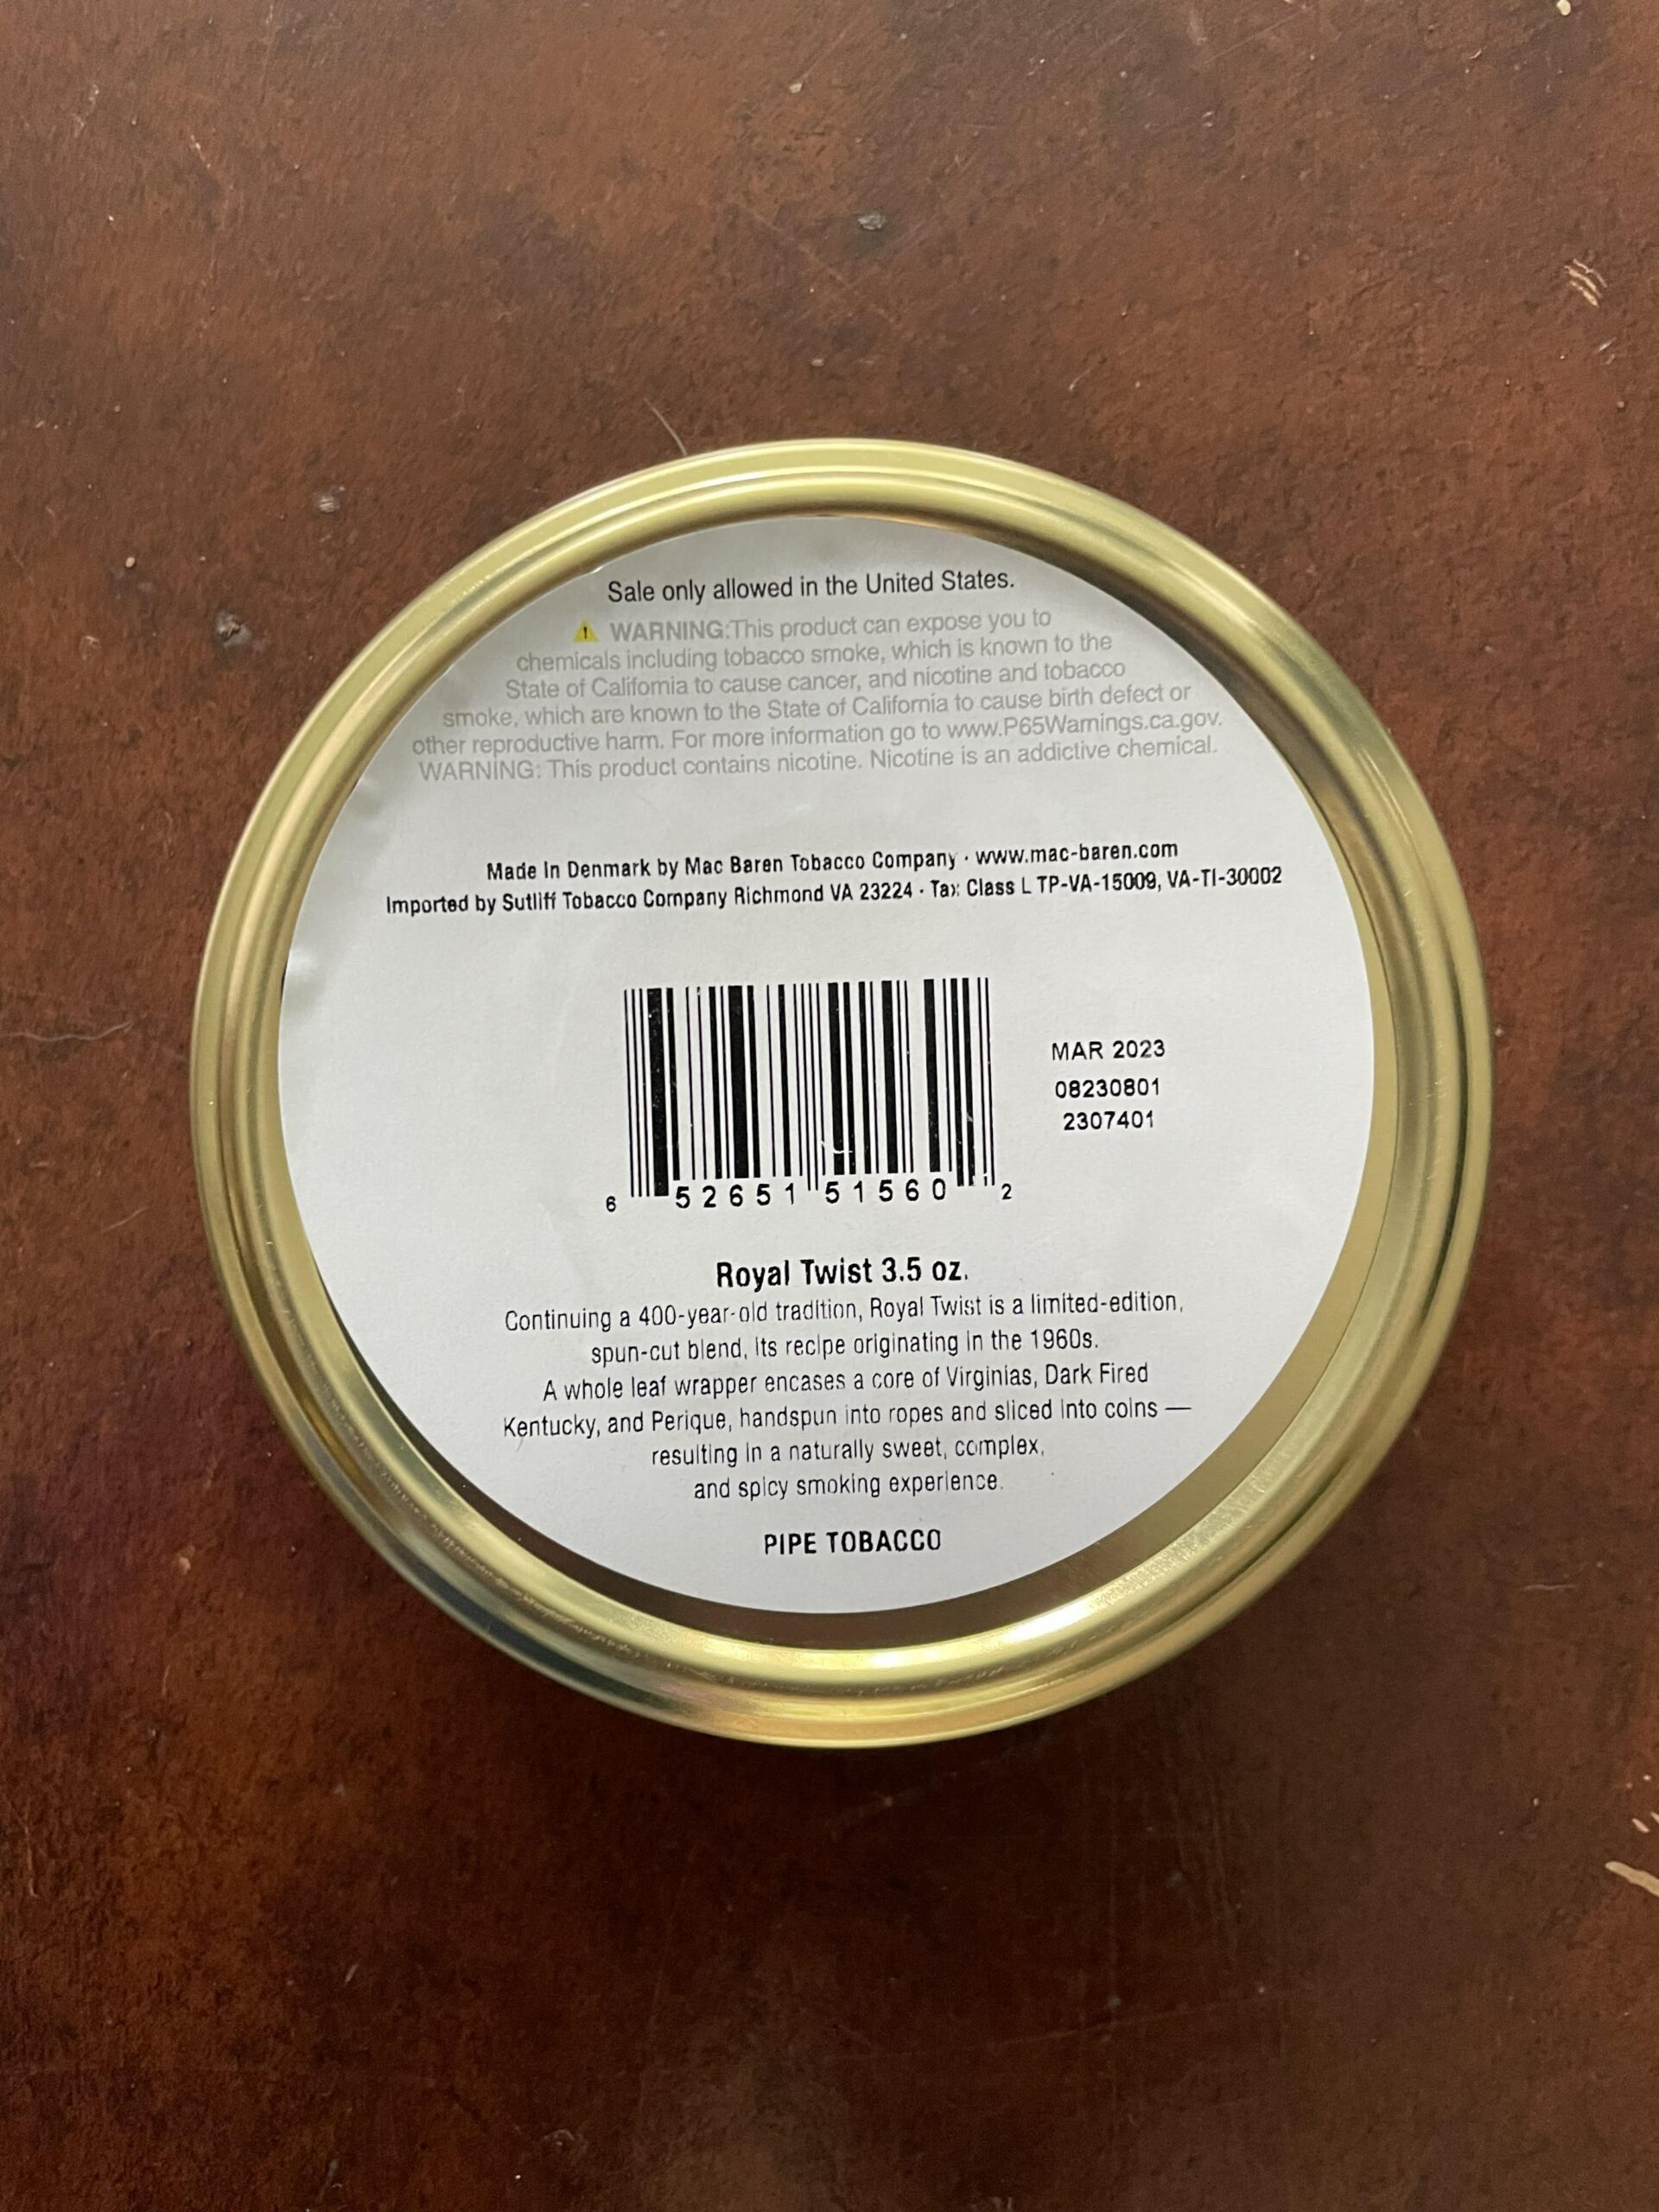 Sale only allowed in the United States.
WARNING:This product can expose you to
chemicals including tobacco smoke, which is known to the
State of California to cause cancer, and nicotine and tobacco
smoke, which are known to the State of California to cause birth defect or
other reproductive harm. For more information go to www.P65Warnings.ca.gov.
WARNING: This product contains nicotine. Nicotine is an addictive chemical.
Made In Denmark by Mac Baren Tobacco Company · www.mac-baren.com
Imported by Sutliff Tobacco Company Richmond VA 23224 · Tax Class L TP-VA-15009, VA-TI-30002
MAR 2023
08230801
2307401
6 52651 51560 2
Royal Twist 3.5 oz.
Continuing a 400-year-old tradition, Royal Twist is a limited-edition,
spun-cut blend, its recipe originating in the 1960s.
A whole leaf wrapper encases a core of Virginias, Dark Fired
Kentucky, and Perique, handspun into ropes and sliced into coins —
resulting in a naturally sweet, complex,
and spicy smoking experience.
PIPE TOBACCO